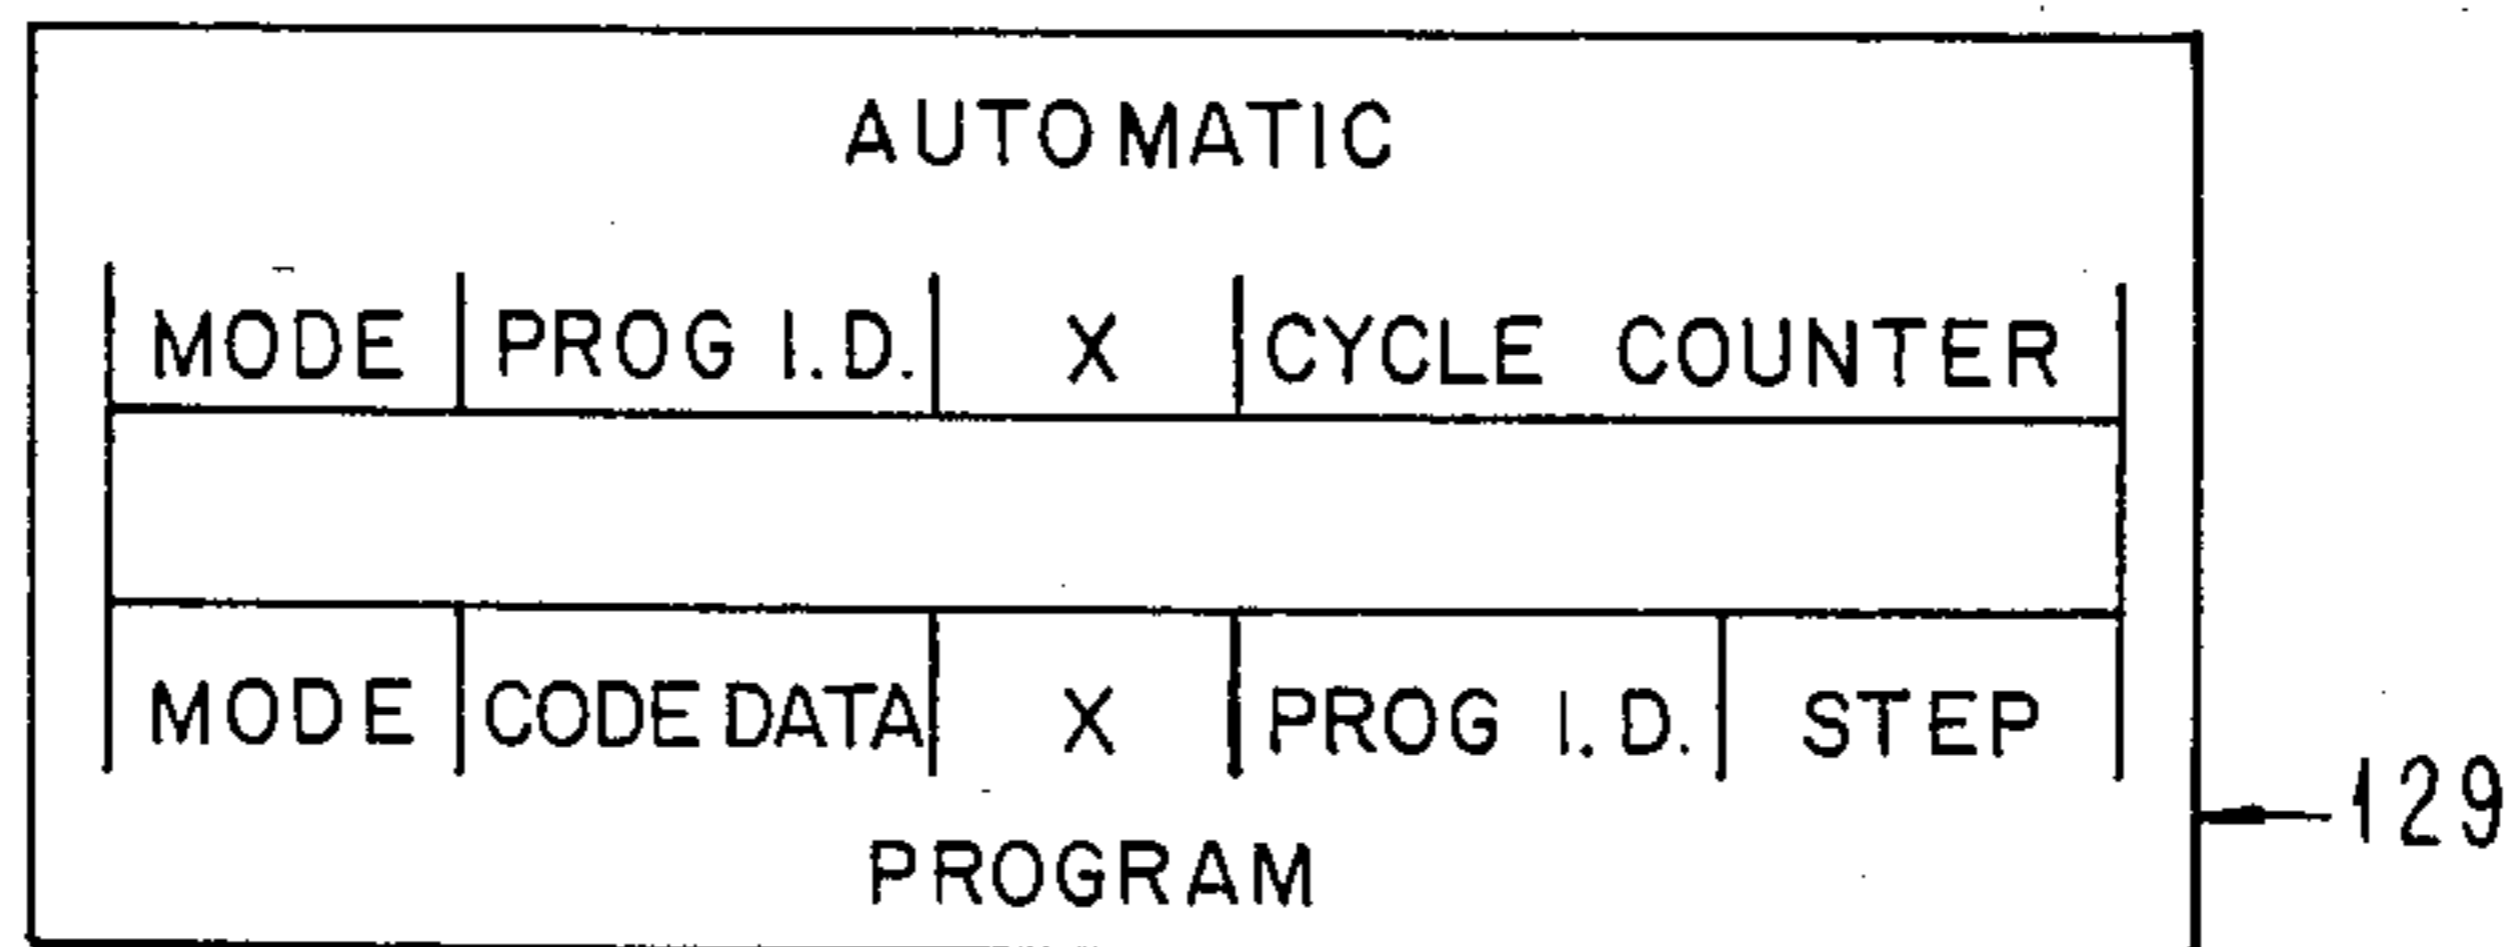 AUTOMATIC
MODE PROG I.D. X CYCLE COUNTER
MODE CODE DATA X PROG I.D. STEP
129
PROGRAM